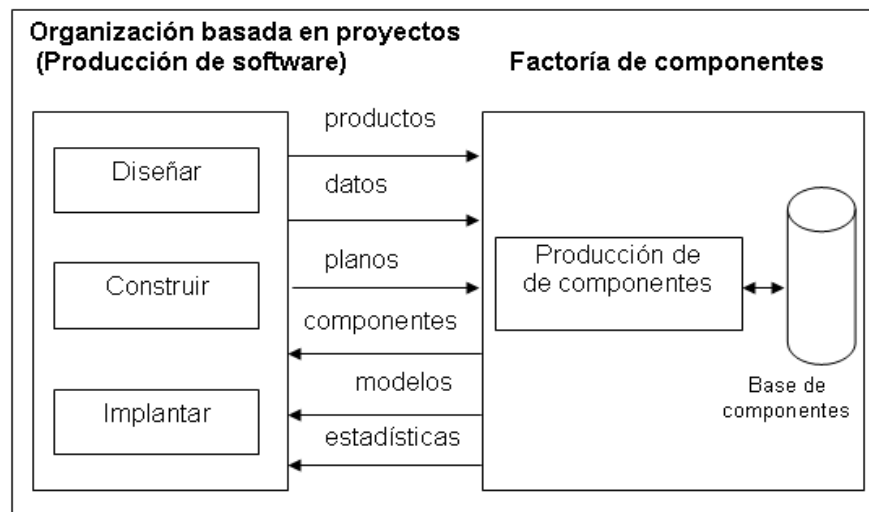 Organización basada en proyectos
(Producción de software)
Factoría de componentes
productos
Diseñar
datos
planos
Producción de
de componentes
Construir
componentes
modelos
Base de
componentes
Implantar
estadísticas